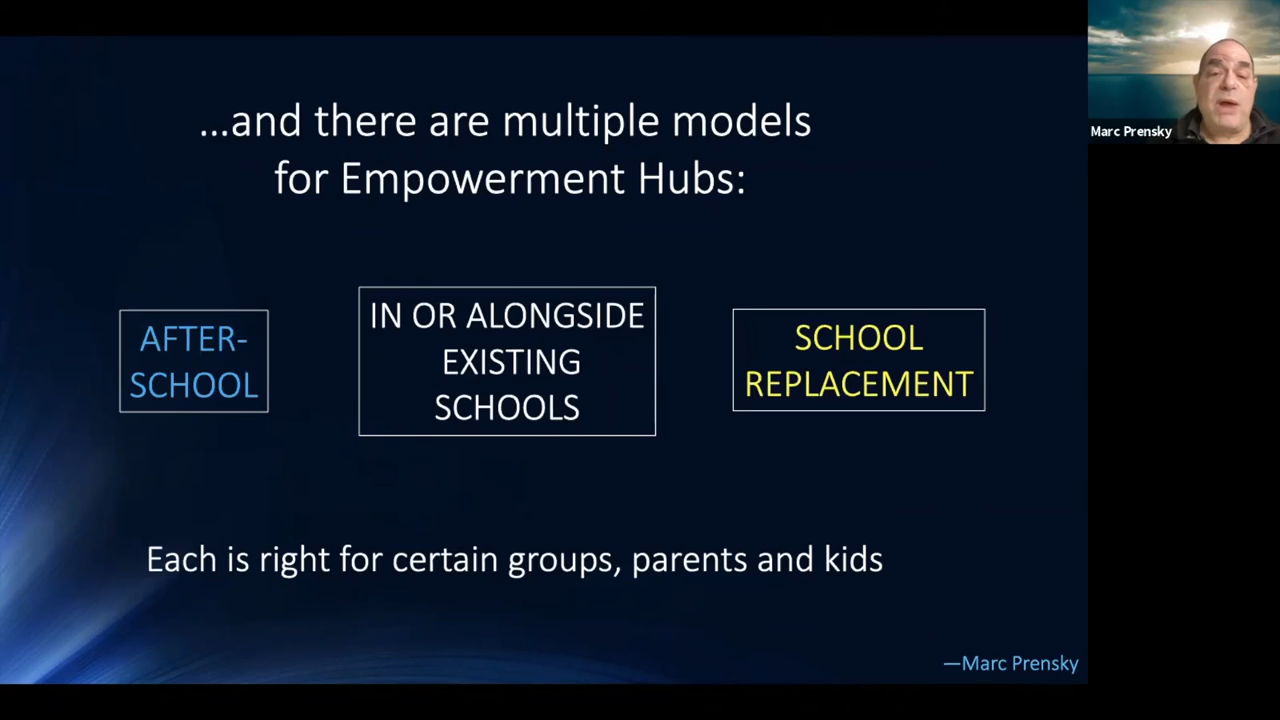 ...and there are multiple models
for Empowerment Hubs:
AFTER-
SCHOOL
IN OR ALONGSIDE
EXISTING
SCHOOLS
SCHOOL
REPLACEMENT
Each is right for certain groups, parents and kids
—Marc Prensky
Marc Prensky